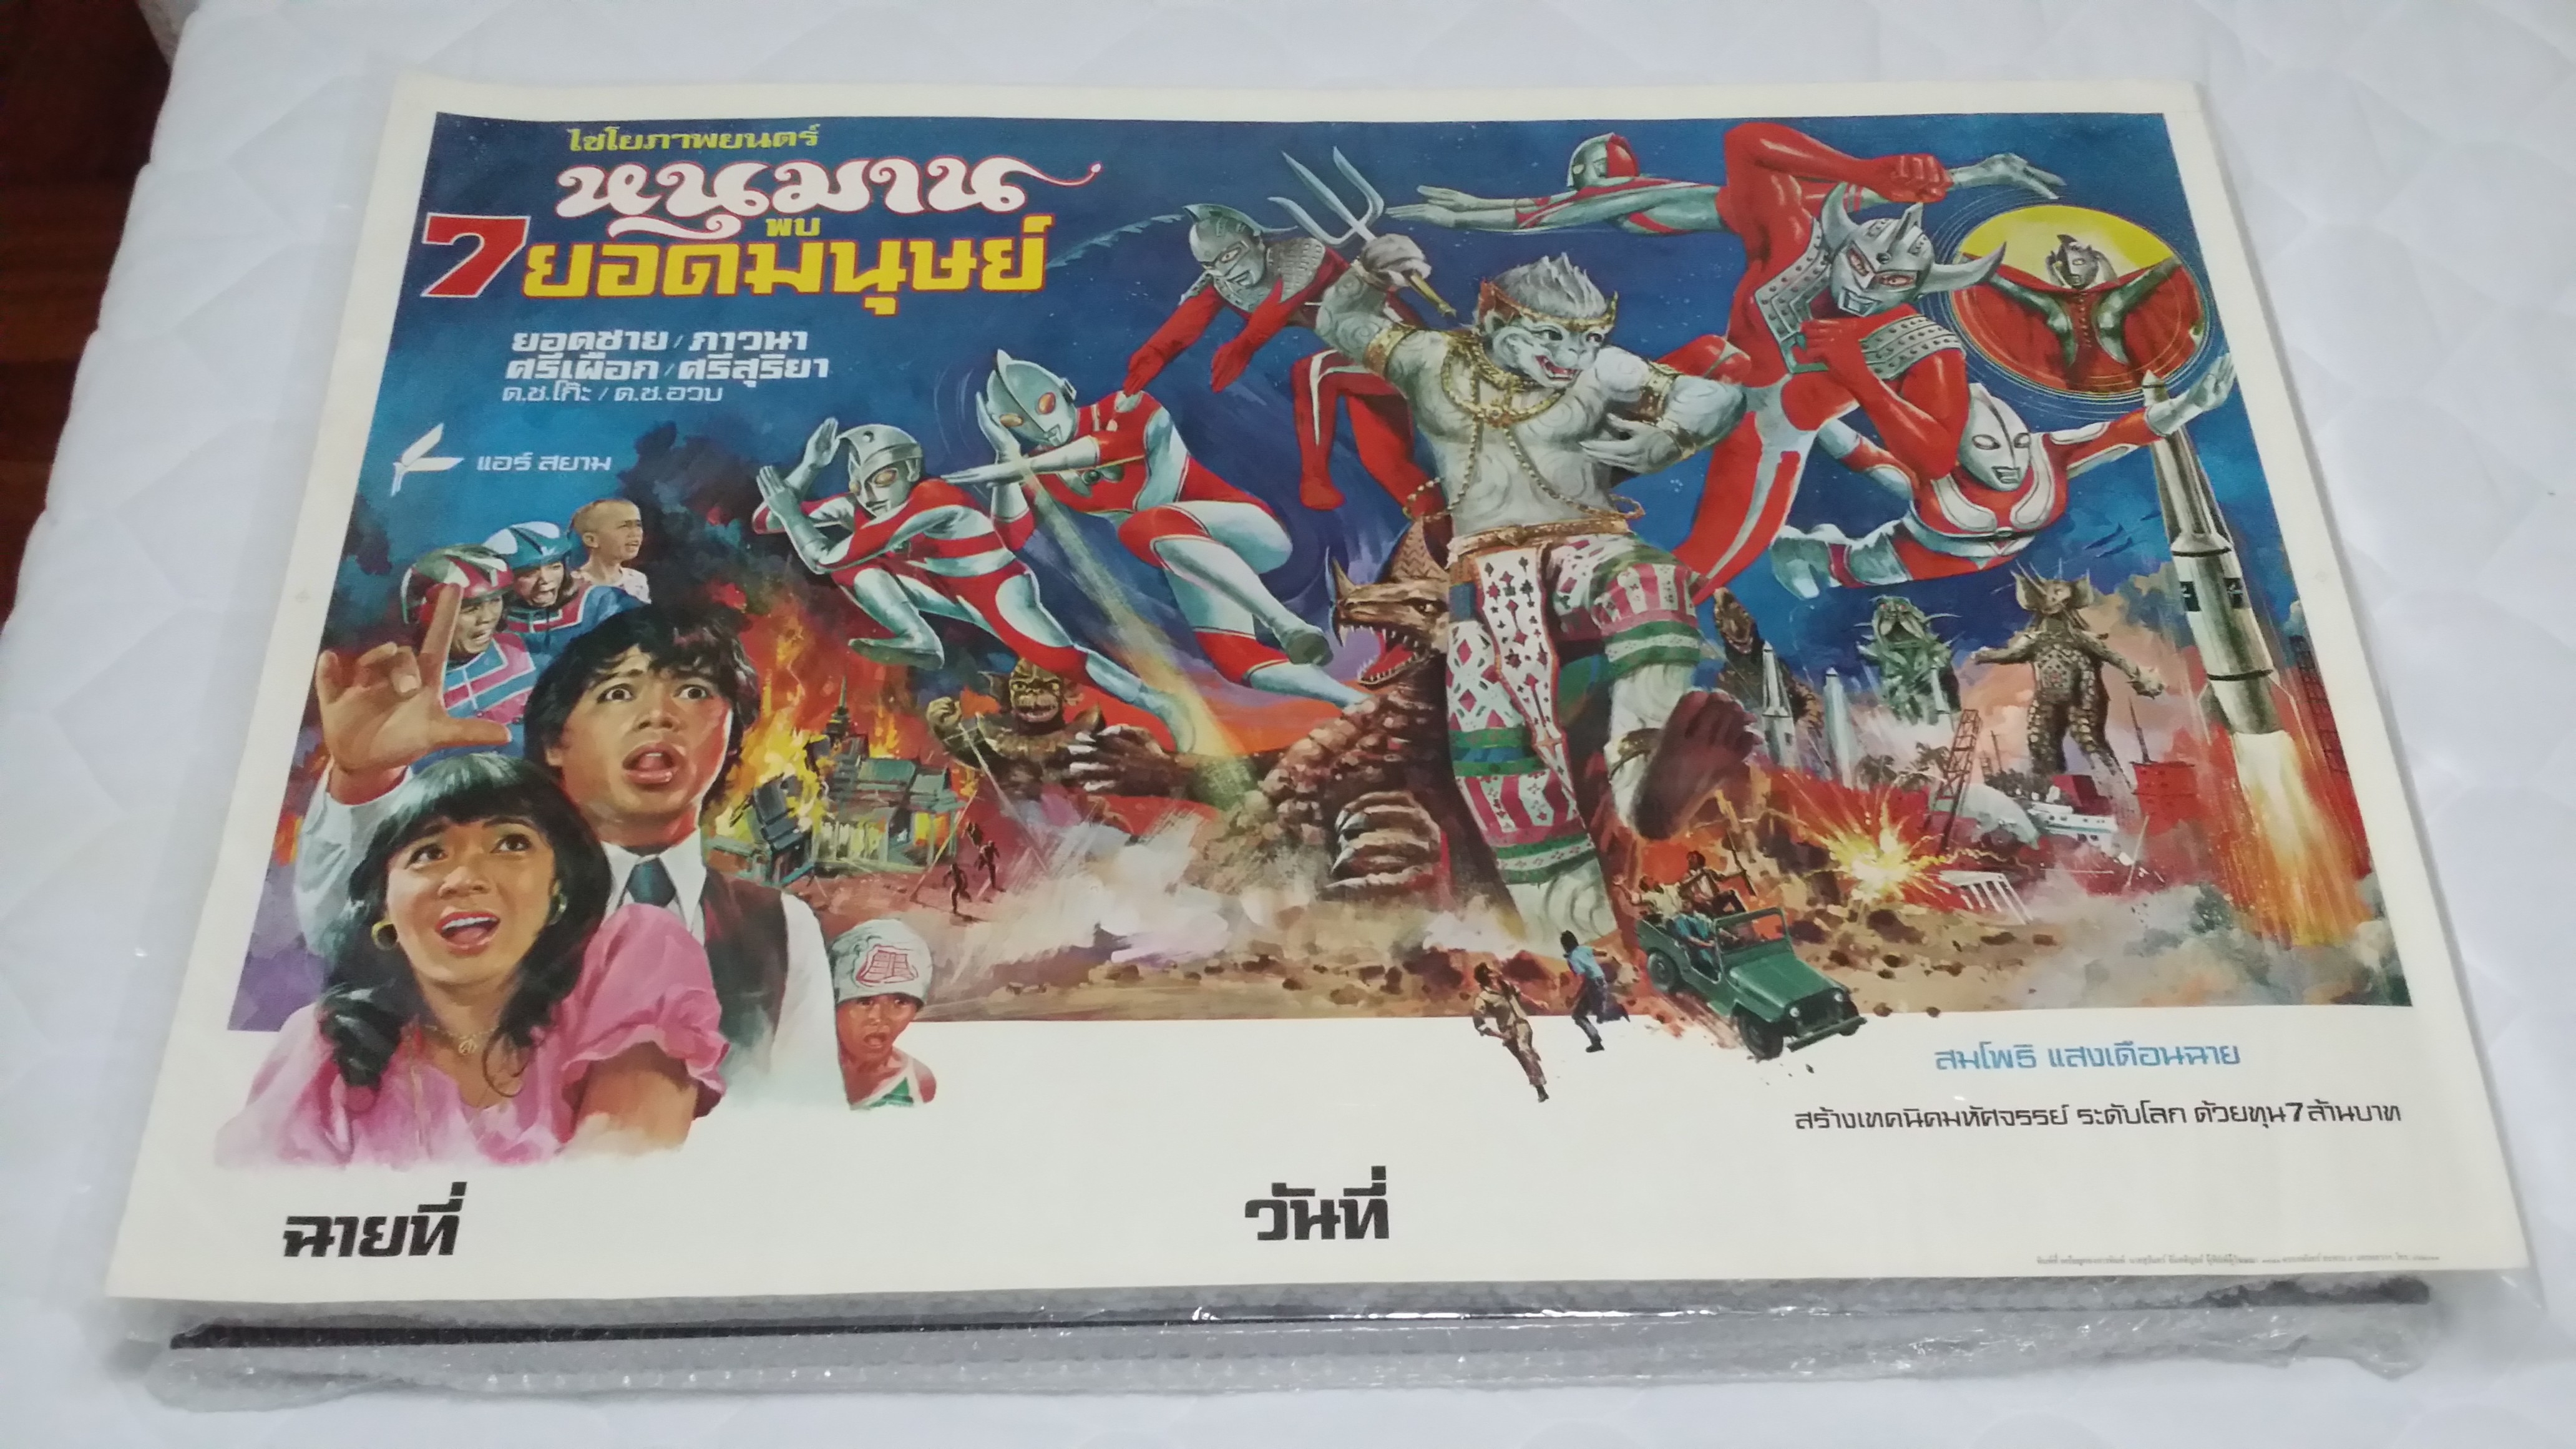 ไชโยภาพยนตร์
หนุมาน
พบ
7 ยอดมนุษย์
ยอดชาย / ภาวนา
ศรีเผือก / ศรีสุริยา
ด.ช.โก๊ะ / ด.ช.อวบ
แอร์ สยาม
สมโพธิ แสงเดือนฉาย
สร้างเทคนิคมหัศจรรย์ ระดับโลก ด้วยทุน 7 ล้านบาท
ฉายที่
วันที่